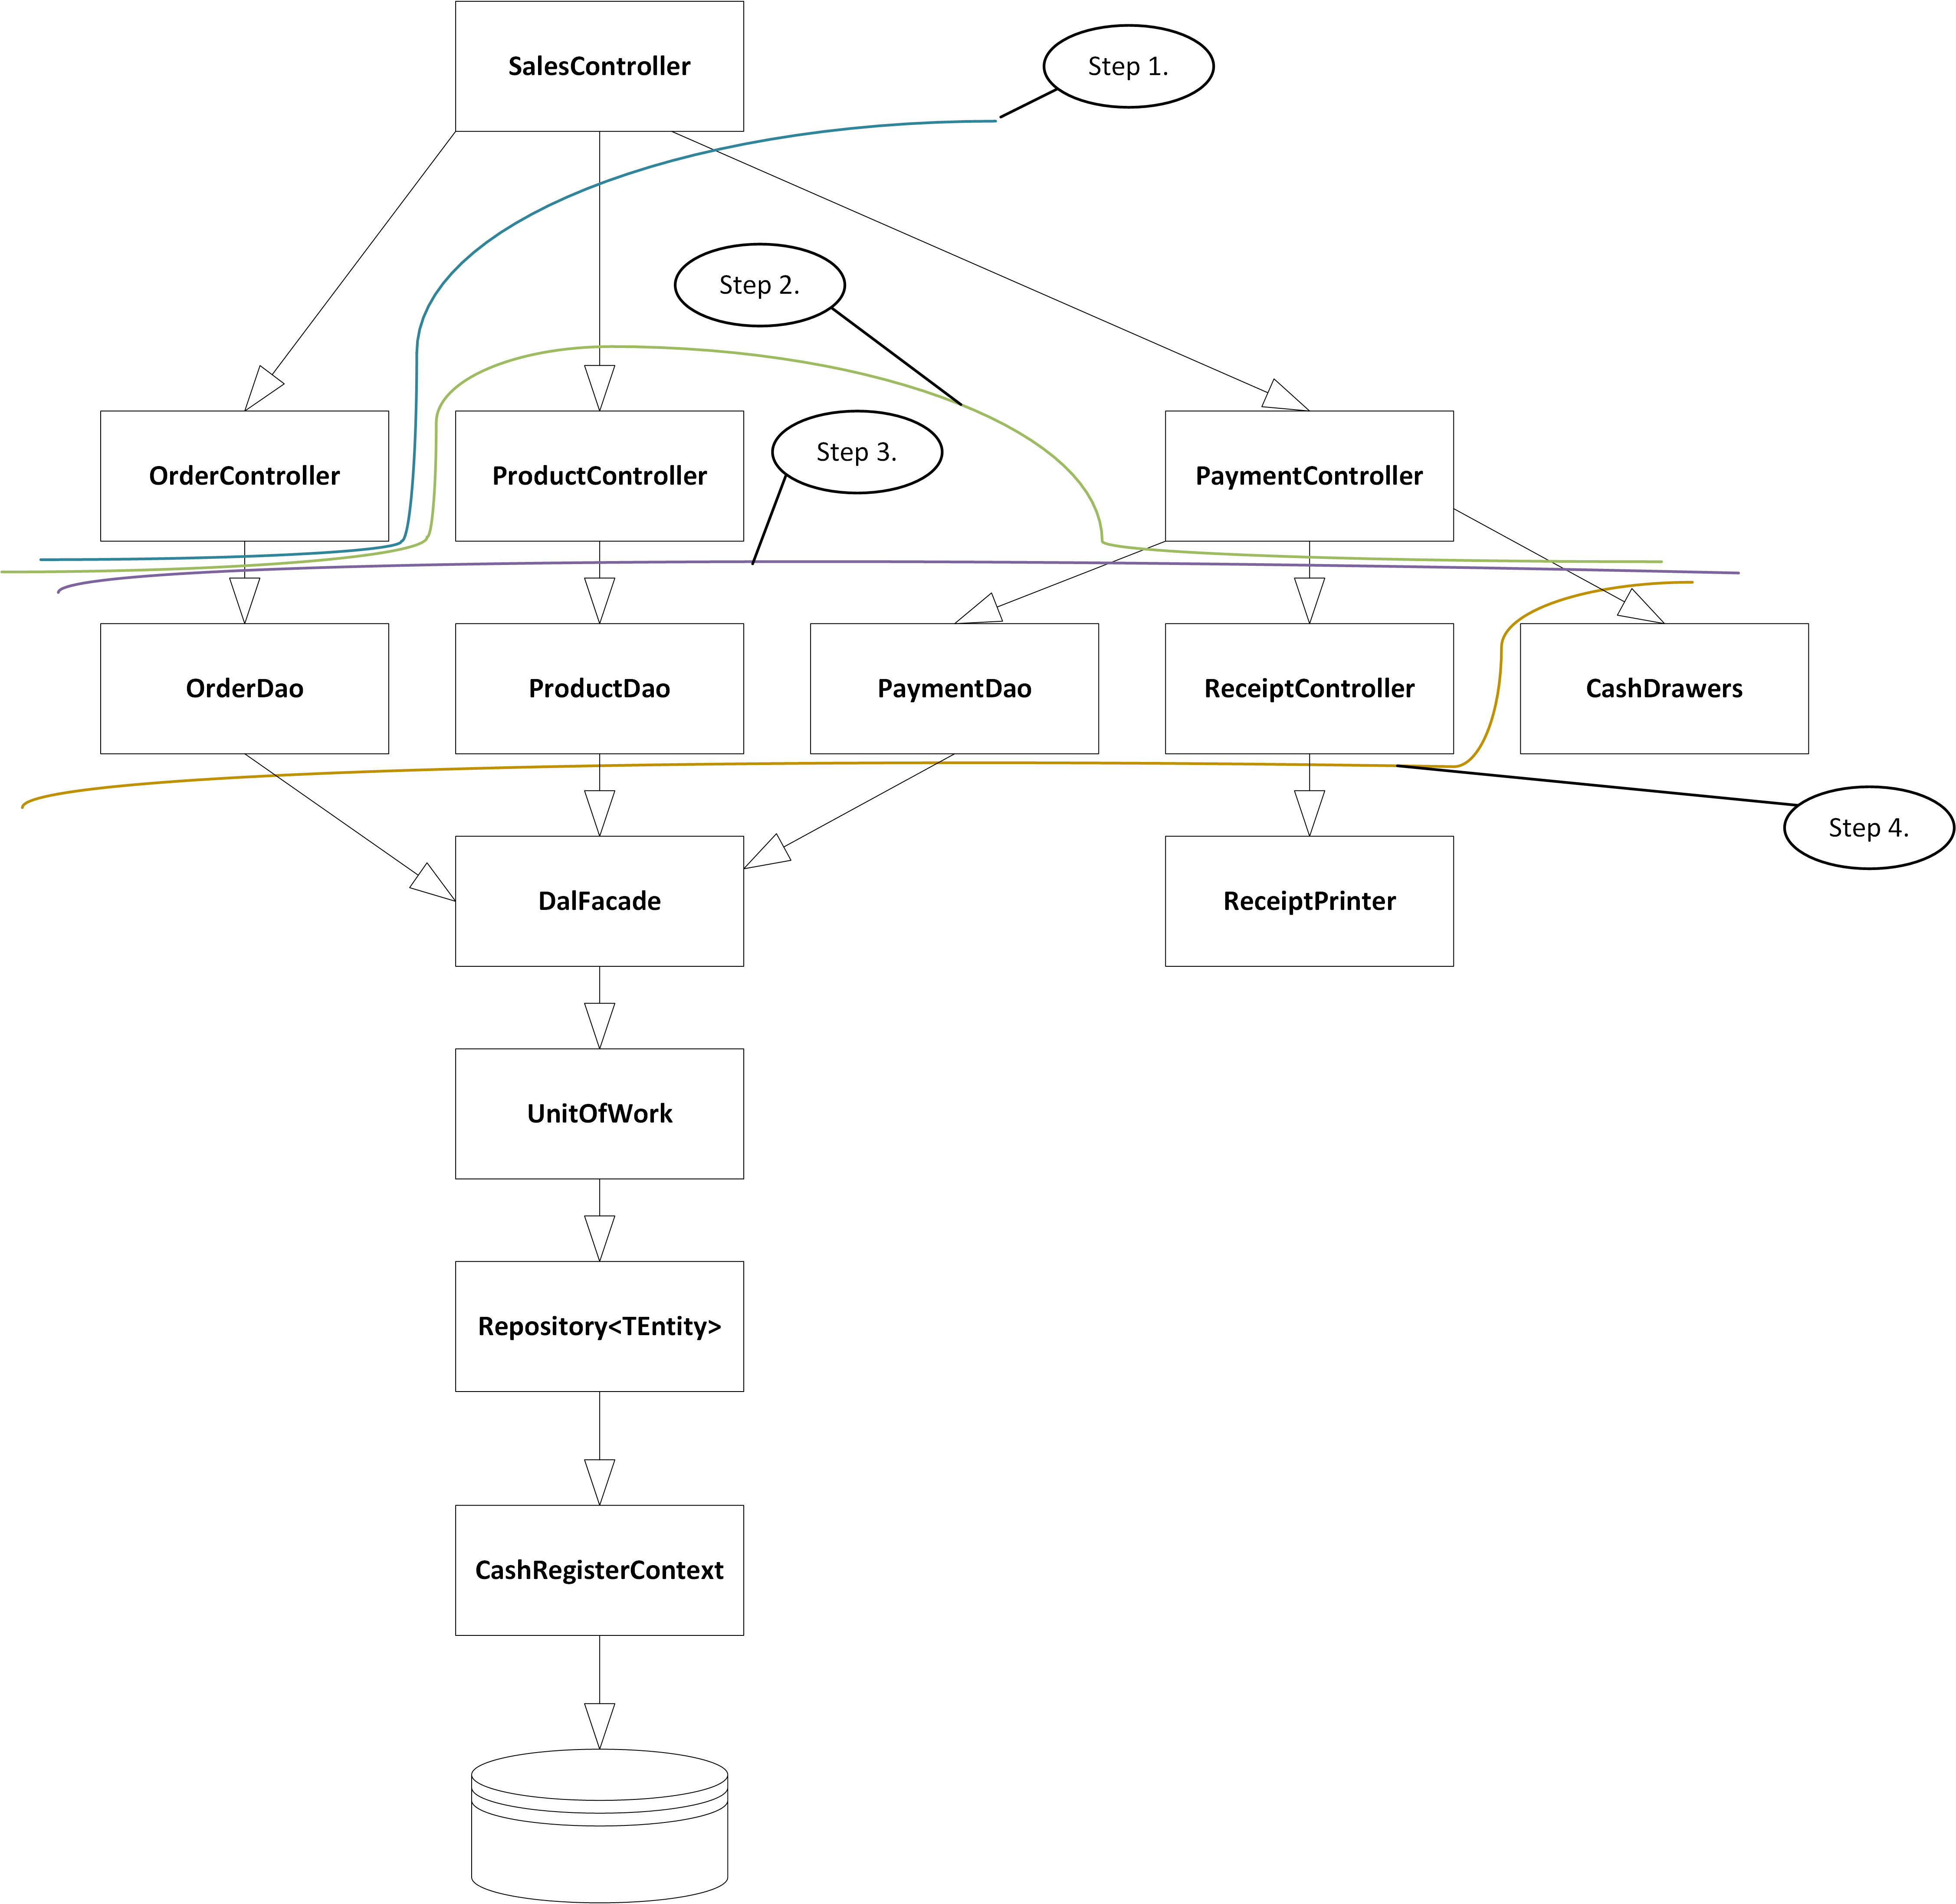 SalesController
Step 1.
Step 2.
Step 3.
OrderController
ProductController
PaymentController
OrderDao
ProductDao
PaymentDao
ReceiptController
CashDrawers
Step 4.
DalFacade
ReceiptPrinter
UnitOfWork
Repository<TEntity>
CashRegisterContext